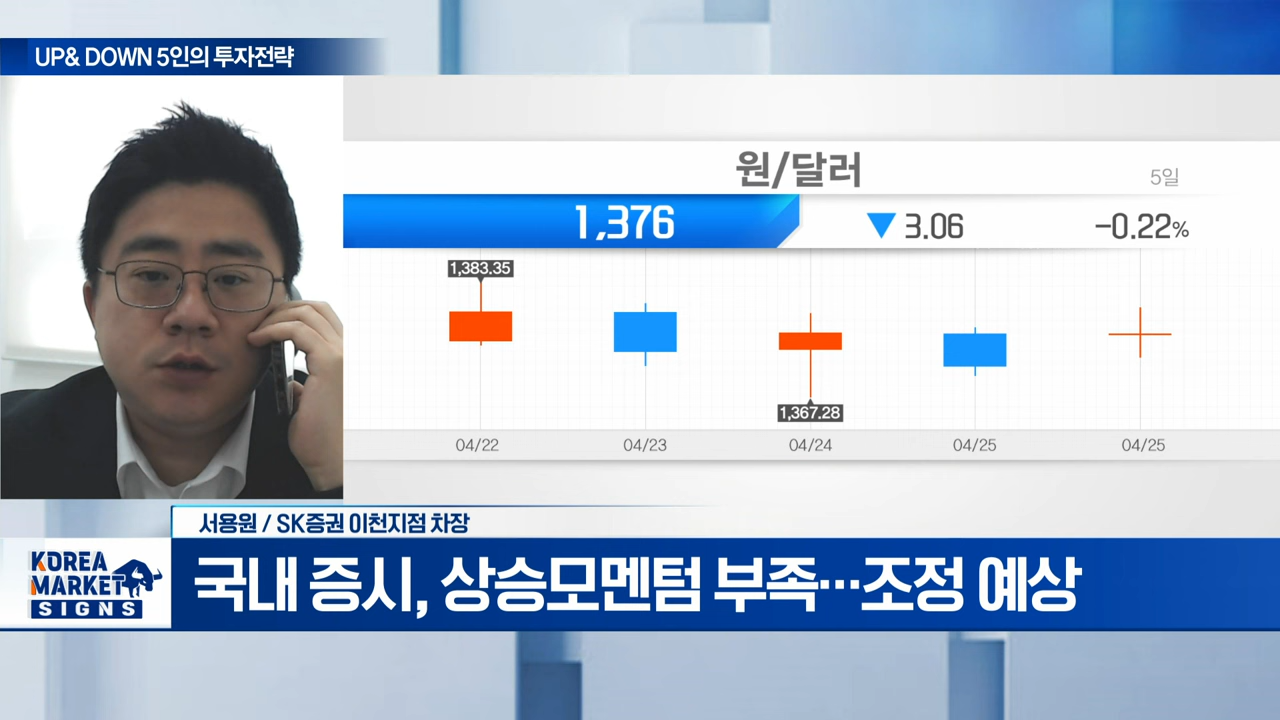 UP& DOWN 5인의 투자전략
원/달러
5일
1,376
▼ 3.06
-0.22%
1,383.35
1,367.28
04/22
04/23
04/24
04/25
04/25
서용원 / SK증권 이천지점 차장
KOREA
MARKET
SIGNS
국내 증시, 상승모멘텀 부족…조정 예상